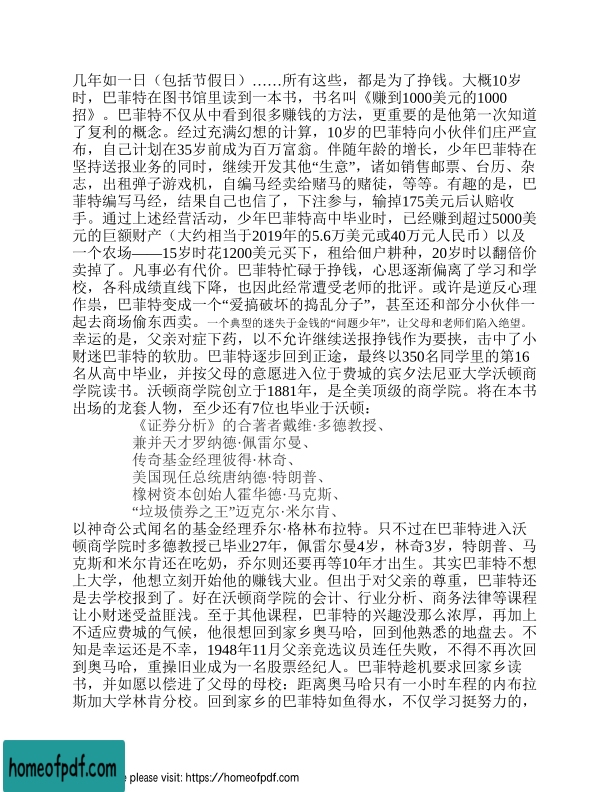 几年如一日（包括节假日）……所有这些，都是为了挣钱。大概10岁
时，巴菲特在图书馆里读到一本书，书名叫《赚到1000美元的1000
招》。巴菲特不仅从中看到很多赚钱的方法，更重要的是他第一次知道
了复利的概念。经过充满幻想的计算，10岁的巴菲特向小伙伴们庄严宣
布，自己计划在35岁前成为百万富翁。伴随年龄的增长，少年巴菲特在
坚持送报业务的同时，继续开发其他“生意”，诸如销售邮票、台历、杂
志，出租弹子游戏机，自编马经卖给赌马的赌徒，等等。有趣的是，巴
菲特编写马经，结果自己也信了，下注参与，输掉175美元后认赔收
手。通过上述经营活动，少年巴菲特高中毕业时，已经赚到超过5000美
元的巨额财产（大约相当于2019年的5.6万美元或40万元人民币）以及
一个农场——15岁时花1200美元买下，租给佃户耕种，20岁时以翻倍价
卖掉了。凡事必有代价。巴菲特忙碌于挣钱，心思逐渐偏离了学习和学
校，各科成绩直线下降，也因此经常遭受老师的批评。或许是逆反心理
作祟，巴菲特变成一个“爱搞破坏的捣乱分子”，甚至还和部分小伙伴一
起去商场偷东西卖。一个典型的迷失于金钱的“问题少年”，让父母和老师们陷入绝望。
幸运的是，父亲对症下药，以不允许继续送报挣钱作为要挟，击中了小
财迷巴菲特的软肋。巴菲特逐步回到正途，最终以350名同学里的第16
名从高中毕业，并按父母的意愿进入位于费城的宾夕法尼亚大学沃顿商
学院读书。沃顿商学院创立于1881年，是全美顶级的商学院。将在本书
出场的龙套人物，至少还有7位也毕业于沃顿：
《证券分析》的合著者戴维·多德教授、
兼并天才罗纳德·佩雷尔曼、
传奇基金经理彼得·林奇、
美国现任总统唐纳德·特朗普、
橡树资本创始人霍华德·马克斯、
“垃圾债券之王”迈克尔·米尔肯、
以神奇公式闻名的基金经理乔尔·格林布拉特。只不过在巴菲特进入沃
顿商学院时多德教授已毕业27年，佩雷尔曼4岁，林奇3岁，特朗普、马
克斯和米尔肯还在吃奶，乔尔则还要再等10年才出生。其实巴菲特不想
上大学，他想立刻开始他的赚钱大业。但出于对父亲的尊重，巴菲特还
是去学校报到了。好在沃顿商学院的会计、行业分析、商务法律等课程
让小财迷受益匪浅。至于其他课程，巴菲特的兴趣没那么浓厚，再加上
不适应费城的气候，他很想回到家乡奥马哈，回到他熟悉的地盘去。不
知是幸运还是不幸，1948年11月父亲竞选议员连任失败，不得不再次回
到奥马哈，重操旧业成为一名股票经纪人。巴菲特趁机要求回家乡读
书，并如愿以偿进了父母的母校：距离奥马哈只有一小时车程的内布拉
斯加大学林肯分校。回到家乡的巴菲特如鱼得水，不仅学习挺努力的，
homeofpdf.com
e please visit: https://homeofpdf.com